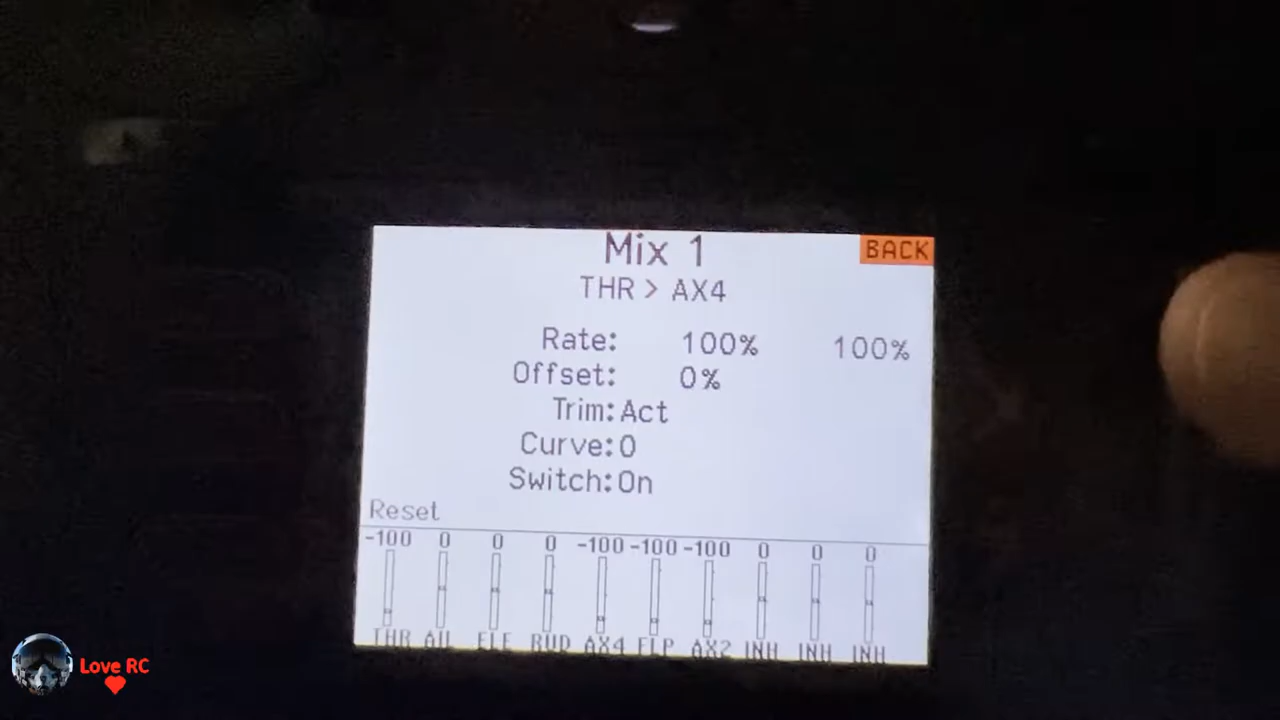 Mix 1
BACK
THR > AX4
Rate: 100% 100%
Offset: 0%
Trim: Act
Curve: 0
Switch: On
Reset
-100 0 0 0 -100 -100 -100 0 0 0
THR AIL ELE RUD AX4 FLP AX2 INH INH INH
Love RC